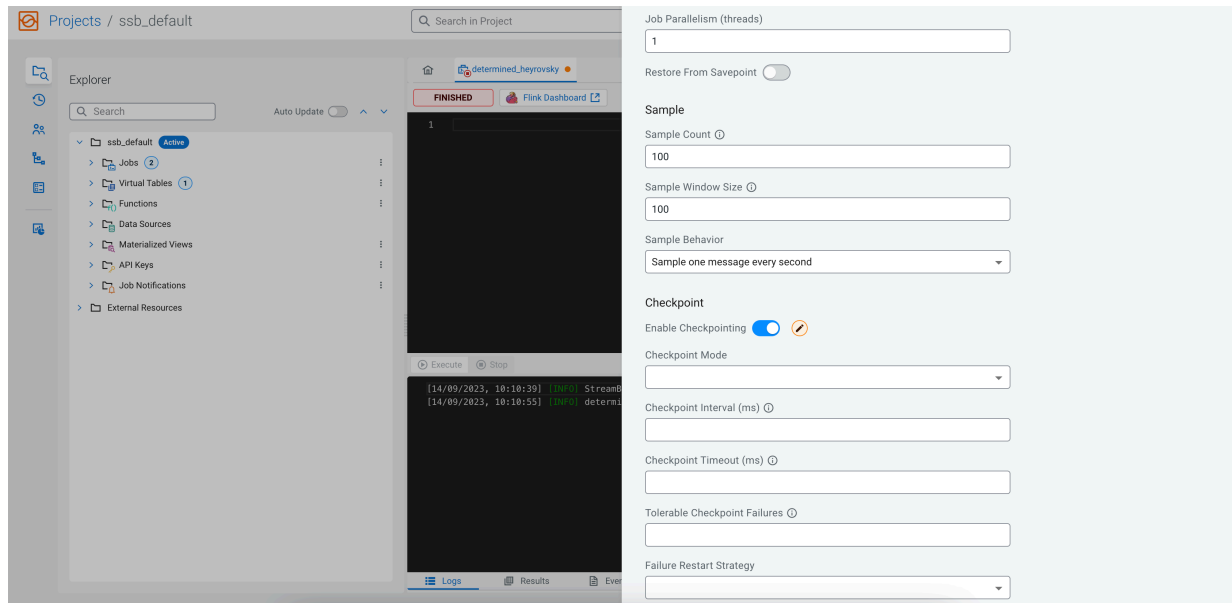 Projects / ssb_default
Search in Project
Explorer
Search
Auto Update
ssb_default Active
Jobs 2
Virtual Tables 1
Functions
Data Sources
Materialized Views
API Keys
Job Notifications
External Resources
determined_heyrovsky
FINISHED
Flink Dashboard
1
Execute
Stop
[14/09/2023, 10:10:39] [INFO] StreamB
[14/09/2023, 10:10:55] [INFO] determi
Logs
Results
Ever
Job Parallelism (threads)
1
Restore From Savepoint
Sample
Sample Count
100
Sample Window Size
100
Sample Behavior
Sample one message every second
Checkpoint
Enable Checkpointing
Checkpoint Mode
Checkpoint Interval (ms)
Checkpoint Timeout (ms)
Tolerable Checkpoint Failures
Failure Restart Strategy